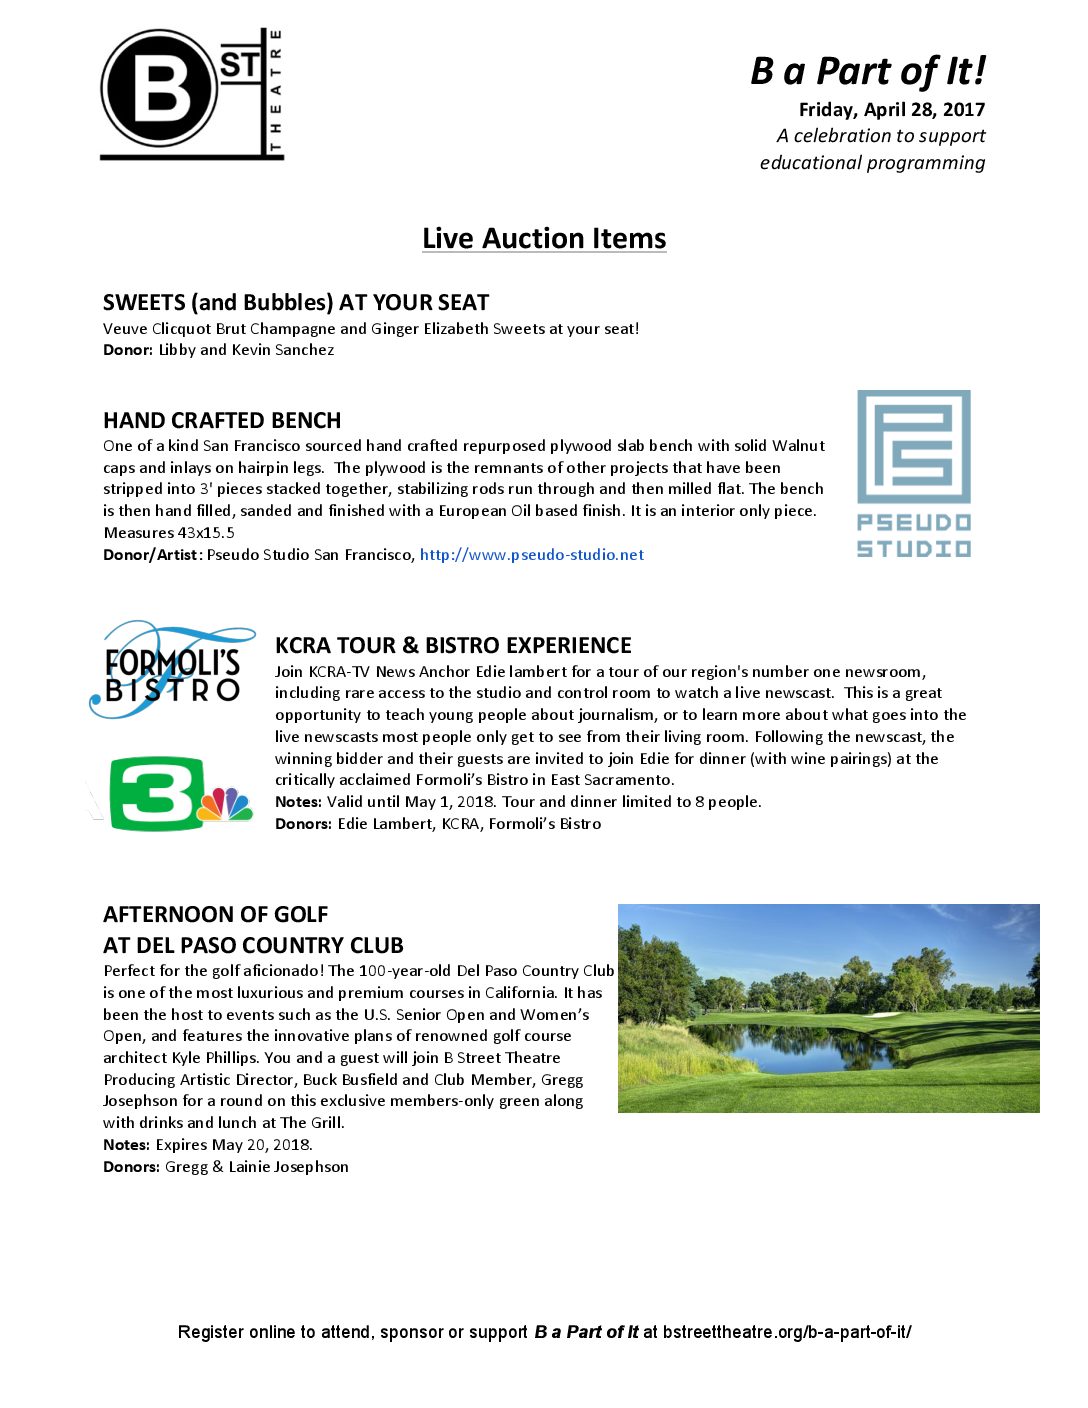 B ST
THEATRE
B a Part of It!
Friday, April 28, 2017
A celebration to support
educational programming
Live Auction Items
SWEETS (and Bubbles) AT YOUR SEAT
Veuve Clicquot Brut Champagne and Ginger Elizabeth Sweets at your seat!
Donor: Libby and Kevin Sanchez
HAND CRAFTED BENCH
One of a kind San Francisco sourced hand crafted repurposed plywood slab bench with solid Walnut
caps and inlays on hairpin legs.  The plywood is the remnants of other projects that have been
stripped into 3' pieces stacked together, stabilizing rods run through and then milled flat. The bench
is then hand filled, sanded and finished with a European Oil based finish. It is an interior only piece.
Measures 43x15.5
Donor/Artist: Pseudo Studio San Francisco, http://www.pseudo-studio.net
PS
PSEUDO
STUDIO
FORMOLI'S
BISTRO
3
KCRA TOUR & BISTRO EXPERIENCE
Join KCRA-TV News Anchor Edie lambert for a tour of our region's number one newsroom,
including rare access to the studio and control room to watch a live newscast.  This is a great
opportunity to teach young people about journalism, or to learn more about what goes into the
live newscasts most people only get to see from their living room. Following the newscast, the
winning bidder and their guests are invited to join Edie for dinner (with wine pairings) at the
critically acclaimed Formoli’s Bistro in East Sacramento.
Notes: Valid until May 1, 2018. Tour and dinner limited to 8 people.
Donors: Edie Lambert, KCRA, Formoli’s Bistro
AFTERNOON OF GOLF
AT DEL PASO COUNTRY CLUB
Perfect for the golf aficionado! The 100-year-old Del Paso Country Club
is one of the most luxurious and premium courses in California. It has
been the host to events such as the U.S. Senior Open and Women’s
Open, and features the innovative plans of renowned golf course
architect Kyle Phillips. You and a guest will join B Street Theatre
Producing Artistic Director, Buck Busfield and Club Member, Gregg
Josephson for a round on this exclusive members-only green along
with drinks and lunch at The Grill.
Notes: Expires May 20, 2018.
Donors: Gregg & Lainie Josephson
Register online to attend, sponsor or support B a Part of It at bstreettheatre.org/b-a-part-of-it/